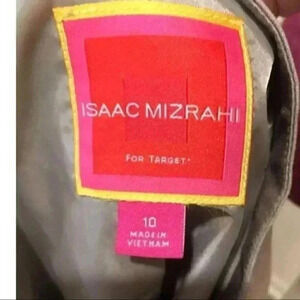 ISAAC MIZRAHI
FOR TARGET
10
MADE IN
VIETNAM